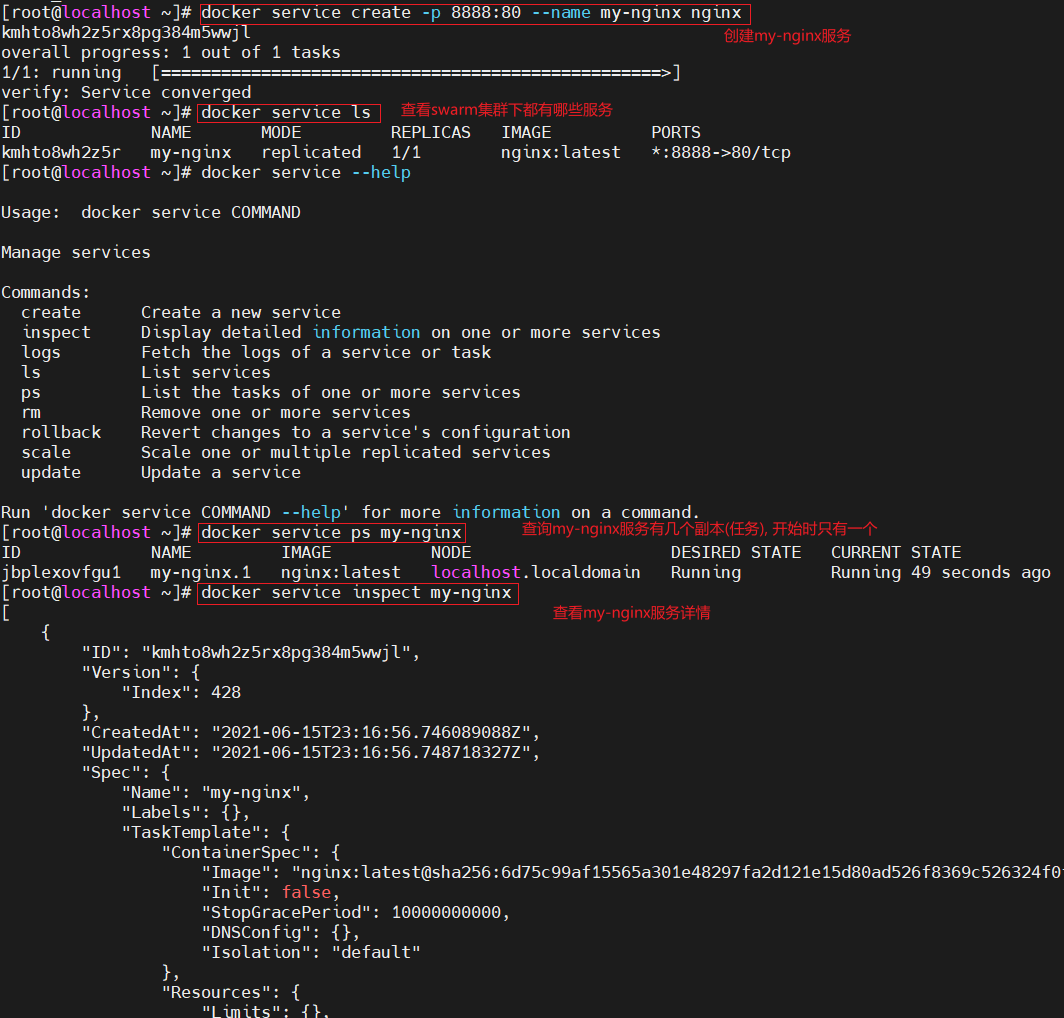 [root@localhost ~]# docker service create -p 8888:80 --name my-nginx nginx
创建my-nginx服务
kmhto8wh2z5rx8pg384m5wwjl
overall progress: 1 out of 1 tasks
1/1: running   [==================================================>]
verify: Service converged
[root@localhost ~]# docker service ls 查看swarm集群下都有哪些服务
ID             NAME       MODE         REPLICAS   IMAGE          PORTS
kmhto8wh2z5r   my-nginx   replicated   1/1        nginx:latest   *:8888->80/tcp
[root@localhost ~]# docker service --help
Usage:  docker service COMMAND
Manage services
Commands:
  create      Create a new service
  inspect     Display detailed information on one or more services
  logs        Fetch the logs of a service or task
  ls          List services
  ps          List the tasks of one or more services
  rm          Remove one or more services
  rollback    Revert changes to a service's configuration
  scale       Scale one or multiple replicated services
  update      Update a service
Run 'docker service COMMAND --help' for more information on a command.
[root@localhost ~]# docker service ps my-nginx 查询my-nginx服务有几个副本(任务), 开始时只有一个
ID             NAME         IMAGE          NODE                    DESIRED STATE   CURRENT STATE
jbplexovfgu1   my-nginx.1   nginx:latest   localhost.localdomain   Running         Running 49 seconds ago
[root@localhost ~]# docker service inspect my-nginx
查看my-nginx服务详情
[
    {
        "ID": "kmhto8wh2z5rx8pg384m5wwjl",
        "Version": {
            "Index": 428
        },
        "CreatedAt": "2021-06-15T23:16:56.746089088Z",
        "UpdatedAt": "2021-06-15T23:16:56.748718327Z",
        "Spec": {
            "Name": "my-nginx",
            "Labels": {},
            "TaskTemplate": {
                "ContainerSpec": {
                    "Image": "nginx:latest@sha256:6d75c99af15565a301e48297fa2d121e15d80ad526f8369c526324f0
                    "Init": false,
                    "StopGracePeriod": 10000000000,
                    "DNSConfig": {},
                    "Isolation": "default"
                },
                "Resources": {
                    "Limits": {},